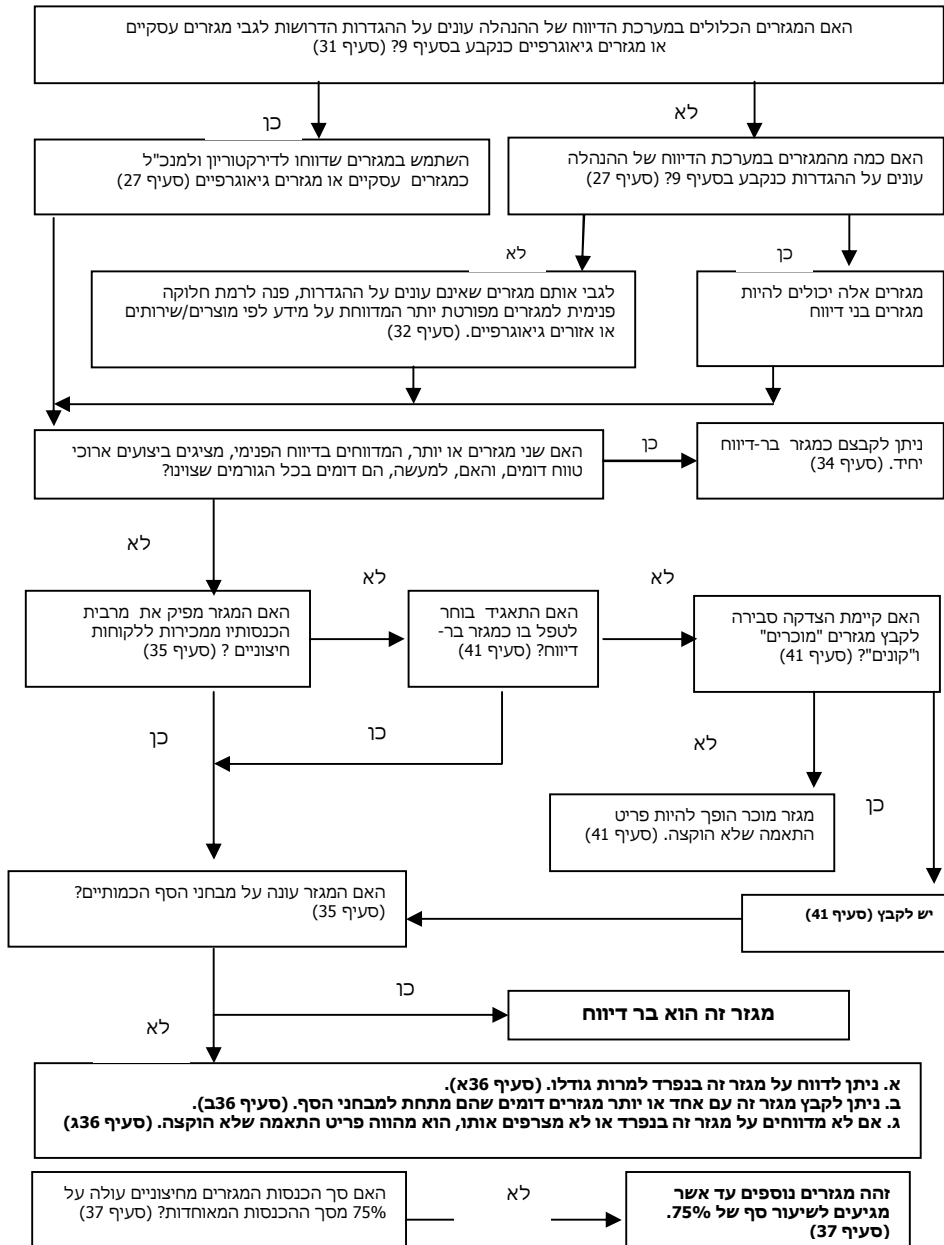 האם המגזרים הכלולים במערכת הדיווח של ההנהלה עונים על ההגדרות הדרושות לגבי מגזרים עסקיים
או מגזרים גיאוגרפיים כנקבע בסעיף 9? (סעיף 31)
כן
לא
השתמש במגזרים שדווחו לדירקטוריון ולמנכ"ל
כמגזרים עסקיים או מגזרים גיאוגרפיים (סעיף 27)
האם כמה מהמגזרים במערכת הדיווח של ההנהלה
עונים על ההגדרות כנקבע בסעיף 9? (סעיף 27)
לא
כן
לגבי אותם מגזרים שאינם עונים על ההגדרות, פנה לרמת חלוקה
פנימית למגזרים מפורטת יותר המדווחת על מידע לפי מוצרים/שירותים
או אזורים גיאוגרפיים. (סעיף 32)
מגזרים אלה יכולים להיות
מגזרים בני דיווח
האם שני מגזרים או יותר, המדווחים בדיווח הפנימי, מציגים ביצועים ארוכי
טווח דומים, והאם, למעשה, הם דומים בכל הגורמים שצוינו?
כן
ניתן לקבצם כמגזר בר-דיווח
יחיד. (סעיף 34)
לא
האם המגזר מפיק את מרבית
הכנסותיו ממכירות ללקוחות
חיצוניים ? (סעיף 35)
לא
האם התאגיד בוחר
לטפל בו כמגזר בר-
דיווח? (סעיף 41)
לא
האם קיימת הצדקה סבירה
לקבץ מגזרים "מוכרים"
ו"קונים"? (סעיף 41)
כן
כן
לא
כן
מגזר מוכר הופך להיות פריט
התאמה שלא הוקצה. (סעיף 41)
האם המגזר עונה על מבחני הסף הכמותיים?
(סעיף 35)
יש לקבץ (סעיף 41)
כן
מגזר זה הוא בר דיווח
לא
א. ניתן לדווח על מגזר זה בנפרד למרות גודלו. (סעיף 36א).
ב. ניתן לקבץ מגזר זה עם אחד או יותר מגזרים דומים שהם מתחת למבחני הסף. (סעיף 36ב).
ג. אם לא מדווחים על מגזר זה בנפרד או לא מצרפים אותו, הוא מהווה פריט התאמה שלא הוקצה. (סעיף 36ג)
האם סך הכנסות המגזרים מחיצוניים עולה על
75% מסך ההכנסות המאוחדות? (סעיף 37)
לא
זהה מגזרים נוספים עד אשר
מגיעים לשיעור סף של 75%.
(סעיף 37)